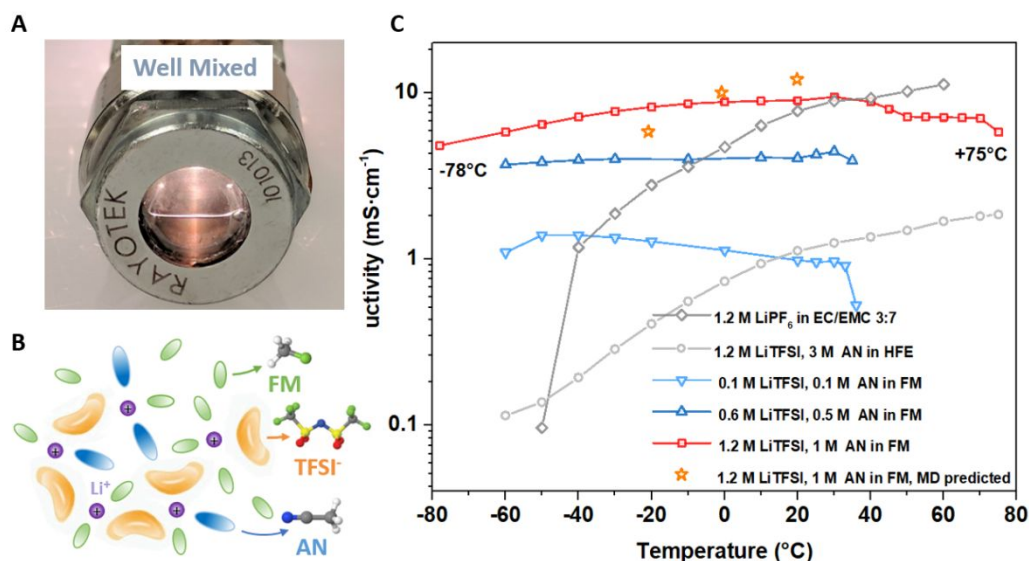 A
Well Mixed
RAYOTEK
101013
B
FM
TFSI-
Li+
AN
C
uctivity (mS·cm-1)
10
1
0.1
-78°C
+75°C
1.2 M LiPF6 in EC/EMC 3:7
1.2 M LiTFSI, 3 M AN in HFE
0.1 M LiTFSI, 0.1 M AN in FM
0.6 M LiTFSI, 0.5 M AN in FM
1.2 M LiTFSI, 1 M AN in FM
1.2 M LiTFSI, 1 M AN in FM, MD predicted
-80 -60 -40 -20 0 20 40 60 80
Temperature (°C)